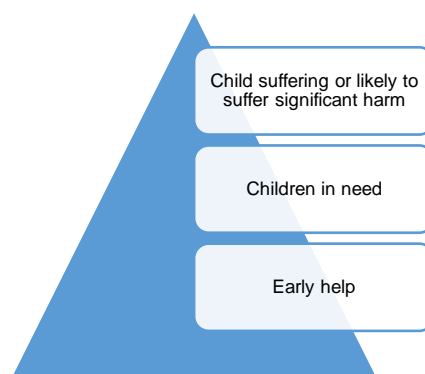 Child suffering or likely to
suffer significant harm
Children in need
Early help